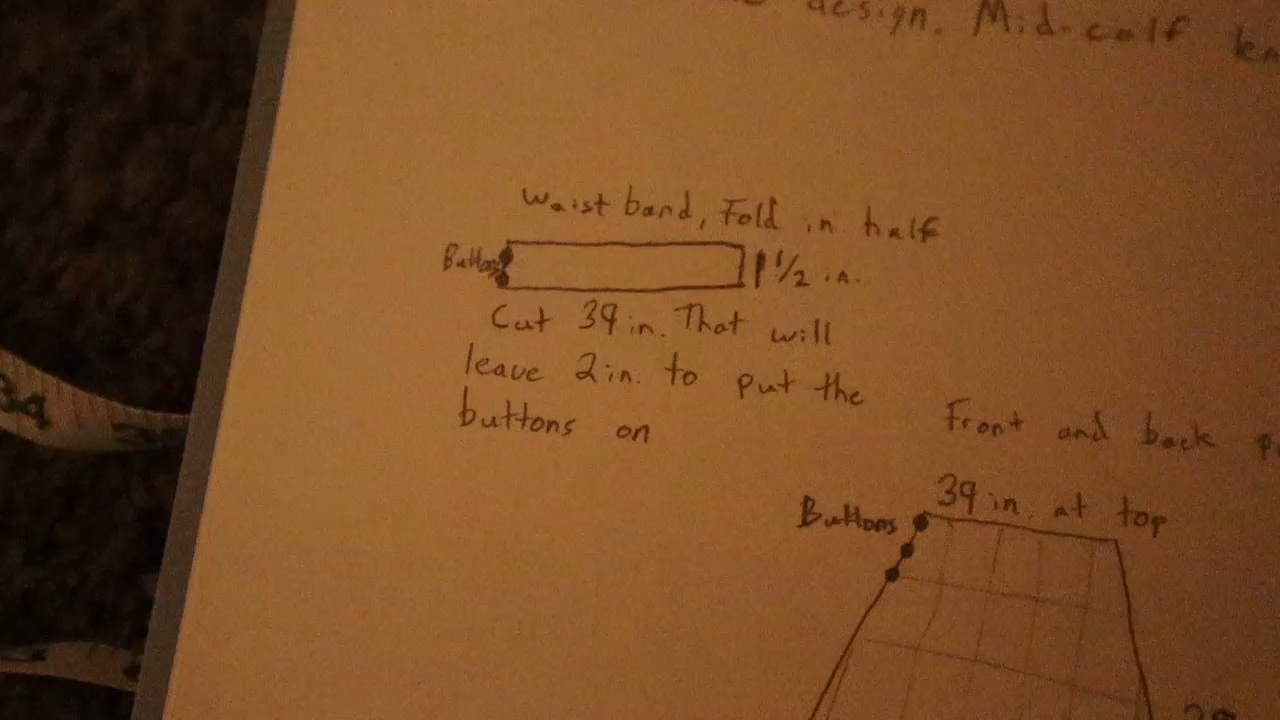 design. Mid-calf
Waist band, Fold in half
Buttons
1 1/2 in.
Cut 39 in. That will
leave 2 in. to put the
buttons on
Front and back
39 in. at top
Buttons